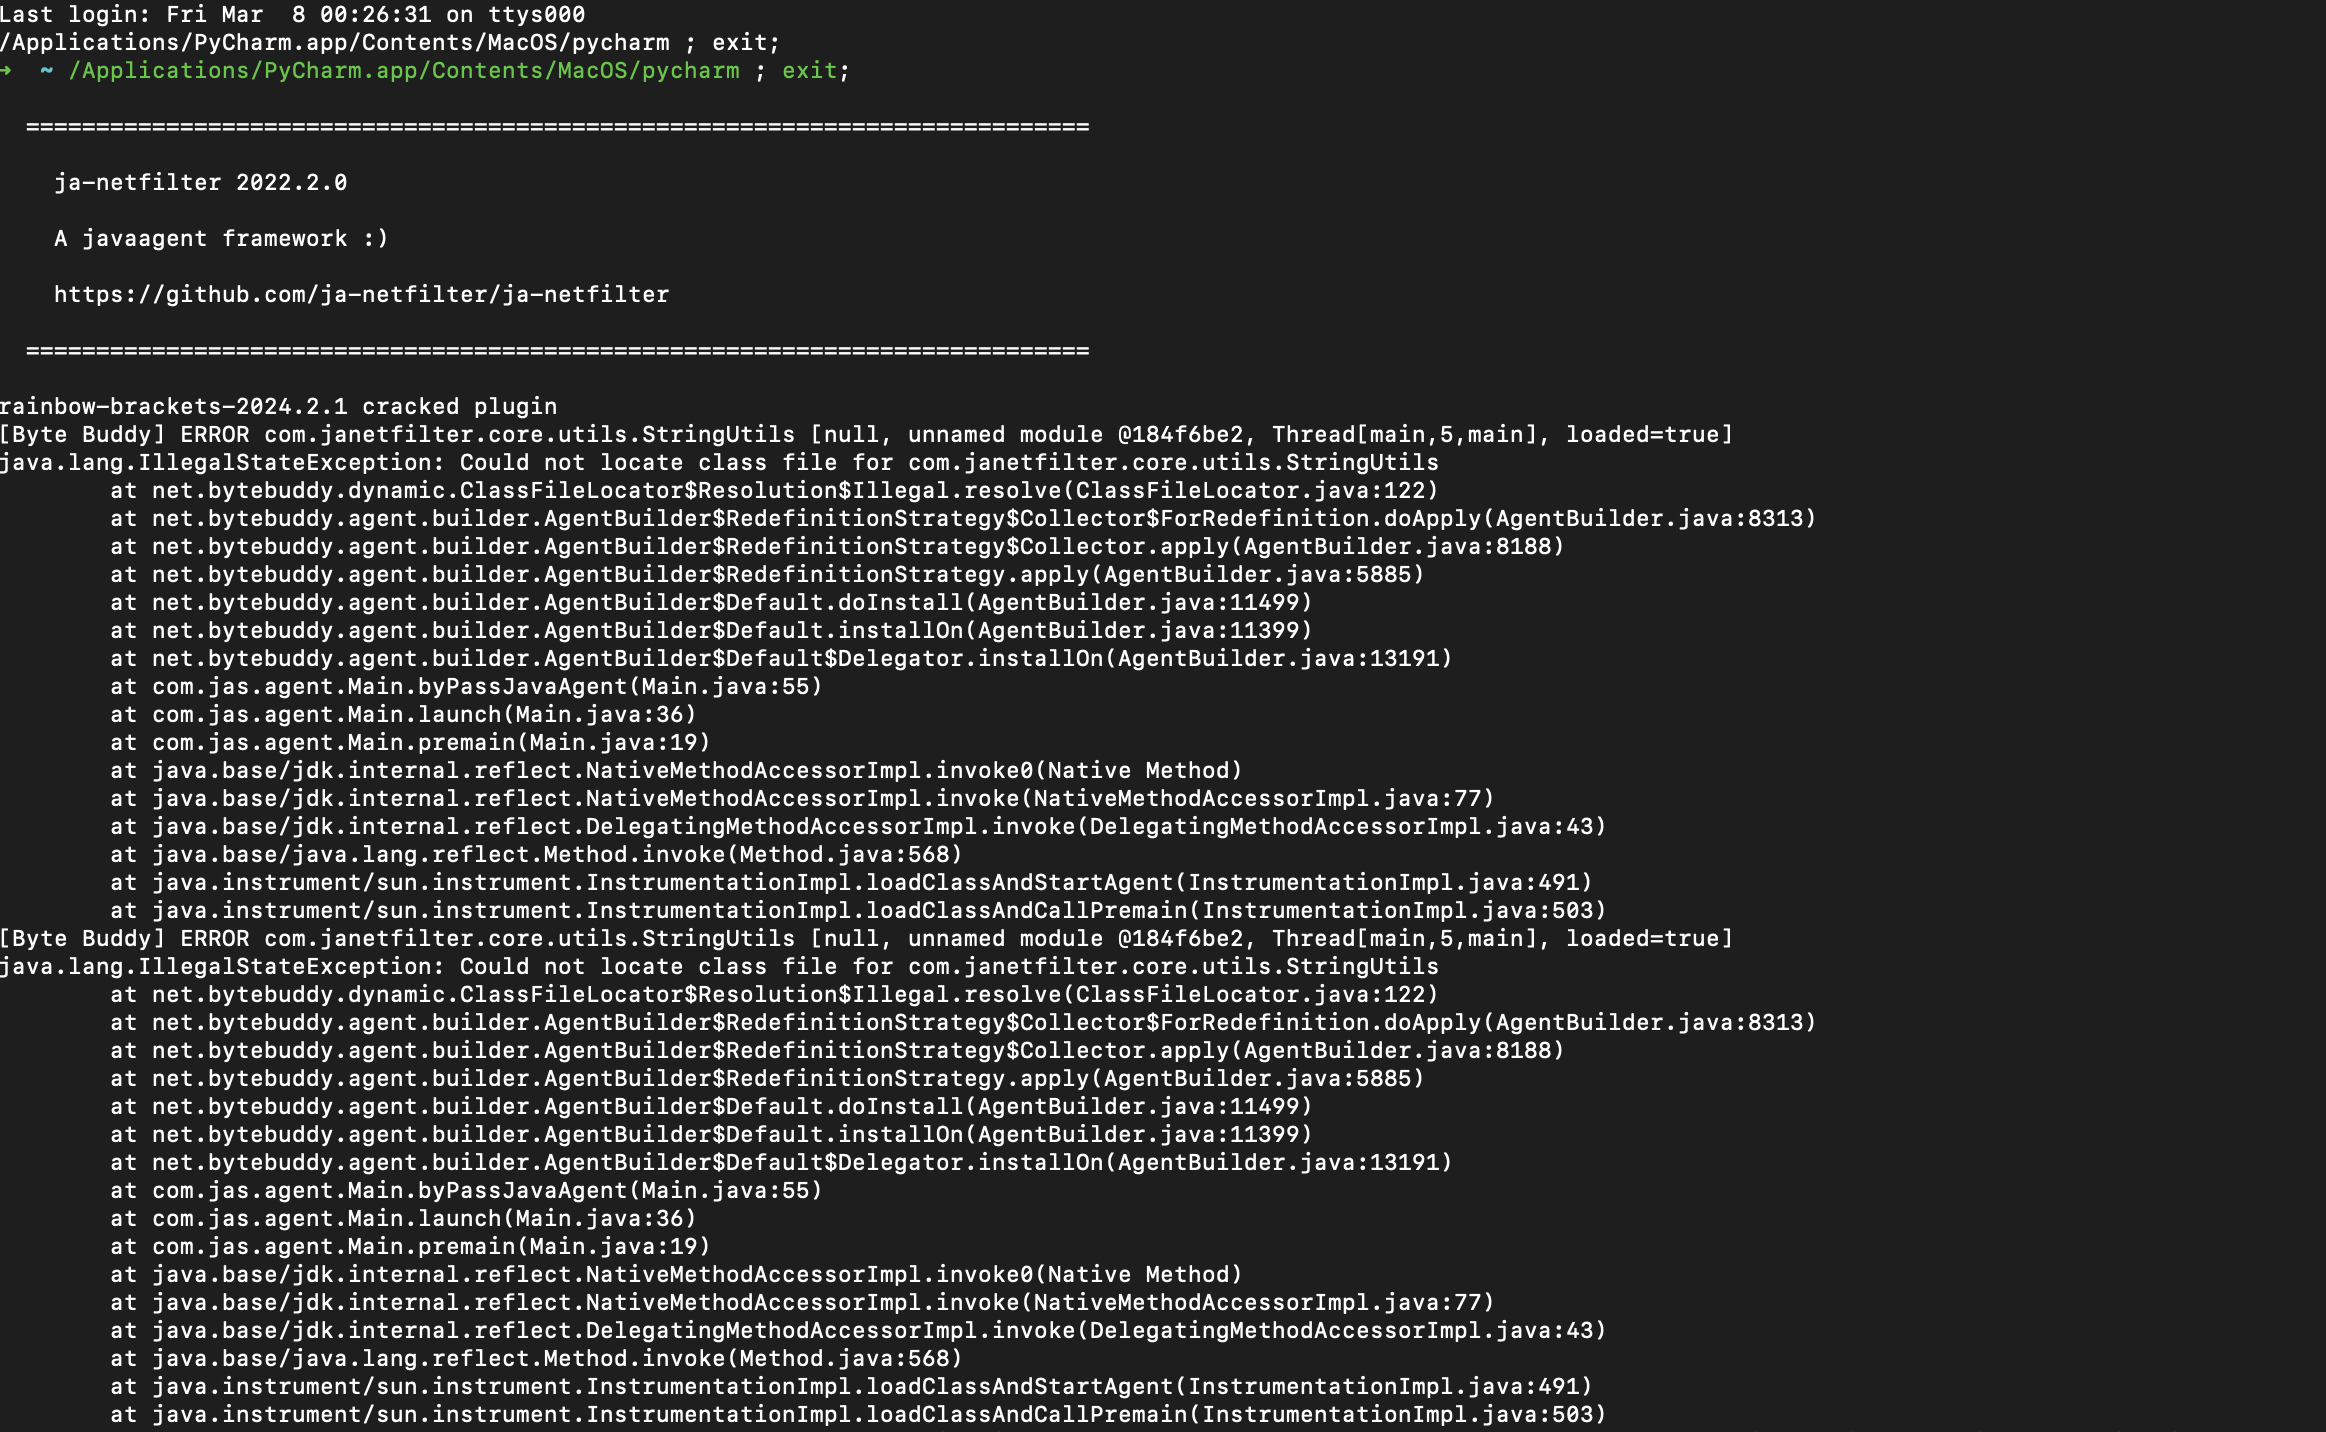 Last login: Fri Mar  8 00:26:31 on ttys000
/Applications/PyCharm.app/Contents/MacOS/pycharm ; exit;
➜  ~ /Applications/PyCharm.app/Contents/MacOS/pycharm ; exit;
============================================================================
ja-netfilter 2022.2.0
A javaagent framework :)
https://github.com/ja-netfilter/ja-netfilter
============================================================================
rainbow-brackets-2024.2.1 cracked plugin
[Byte Buddy] ERROR com.janetfilter.core.utils.StringUtils [null, unnamed module @184f6be2, Thread[main,5,main], loaded=true]
java.lang.IllegalStateException: Could not locate class file for com.janetfilter.core.utils.StringUtils
at net.bytebuddy.dynamic.ClassFileLocator$Resolution$Illegal.resolve(ClassFileLocator.java:122)
at net.bytebuddy.agent.builder.AgentBuilder$RedefinitionStrategy$Collector$ForRedefinition.doApply(AgentBuilder.java:8313)
at net.bytebuddy.agent.builder.AgentBuilder$RedefinitionStrategy$Collector.apply(AgentBuilder.java:8188)
at net.bytebuddy.agent.builder.AgentBuilder$RedefinitionStrategy.apply(AgentBuilder.java:5885)
at net.bytebuddy.agent.builder.AgentBuilder$Default.doInstall(AgentBuilder.java:11499)
at net.bytebuddy.agent.builder.AgentBuilder$Default.installOn(AgentBuilder.java:11399)
at net.bytebuddy.agent.builder.AgentBuilder$Default$Delegator.installOn(AgentBuilder.java:13191)
at com.jas.agent.Main.byPassJavaAgent(Main.java:55)
at com.jas.agent.Main.launch(Main.java:36)
at com.jas.agent.Main.premain(Main.java:19)
at java.base/jdk.internal.reflect.NativeMethodAccessorImpl.invoke0(Native Method)
at java.base/jdk.internal.reflect.NativeMethodAccessorImpl.invoke(NativeMethodAccessorImpl.java:77)
at java.base/jdk.internal.reflect.DelegatingMethodAccessorImpl.invoke(DelegatingMethodAccessorImpl.java:43)
at java.base/java.lang.reflect.Method.invoke(Method.java:568)
at java.instrument/sun.instrument.InstrumentationImpl.loadClassAndStartAgent(InstrumentationImpl.java:491)
at java.instrument/sun.instrument.InstrumentationImpl.loadClassAndCallPremain(InstrumentationImpl.java:503)
[Byte Buddy] ERROR com.janetfilter.core.utils.StringUtils [null, unnamed module @184f6be2, Thread[main,5,main], loaded=true]
java.lang.IllegalStateException: Could not locate class file for com.janetfilter.core.utils.StringUtils
at net.bytebuddy.dynamic.ClassFileLocator$Resolution$Illegal.resolve(ClassFileLocator.java:122)
at net.bytebuddy.agent.builder.AgentBuilder$RedefinitionStrategy$Collector$ForRedefinition.doApply(AgentBuilder.java:8313)
at net.bytebuddy.agent.builder.AgentBuilder$RedefinitionStrategy$Collector.apply(AgentBuilder.java:8188)
at net.bytebuddy.agent.builder.AgentBuilder$RedefinitionStrategy.apply(AgentBuilder.java:5885)
at net.bytebuddy.agent.builder.AgentBuilder$Default.doInstall(AgentBuilder.java:11499)
at net.bytebuddy.agent.builder.AgentBuilder$Default.installOn(AgentBuilder.java:11399)
at net.bytebuddy.agent.builder.AgentBuilder$Default$Delegator.installOn(AgentBuilder.java:13191)
at com.jas.agent.Main.byPassJavaAgent(Main.java:55)
at com.jas.agent.Main.launch(Main.java:36)
at com.jas.agent.Main.premain(Main.java:19)
at java.base/jdk.internal.reflect.NativeMethodAccessorImpl.invoke0(Native Method)
at java.base/jdk.internal.reflect.NativeMethodAccessorImpl.invoke(NativeMethodAccessorImpl.java:77)
at java.base/jdk.internal.reflect.DelegatingMethodAccessorImpl.invoke(DelegatingMethodAccessorImpl.java:43)
at java.base/java.lang.reflect.Method.invoke(Method.java:568)
at java.instrument/sun.instrument.InstrumentationImpl.loadClassAndStartAgent(InstrumentationImpl.java:491)
at java.instrument/sun.instrument.InstrumentationImpl.loadClassAndCallPremain(InstrumentationImpl.java:503)